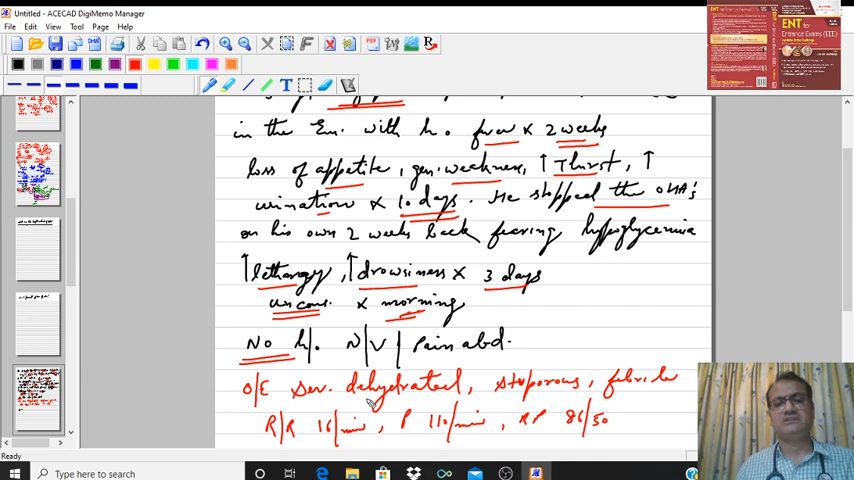 Untitled - ACECAD DigiMemo Manager
File Edit View Tool Page Help
ENT for
Entrance Exams (EEE)
in the Em. with h/o. fever x 2 weeks
loss of appetite, gen. weakness, ↑ Thirst, ↑
urination x 10 days. He stopped the OHA's
on his own 2 weeks back fearing hypoglycemia
↑ lethargy, ↑ drowsiness x 3 days
uncons. x morning
No h/o. N|V| Pain abd.
O/E sev. dehydrated, stuporous, febrile
R/R 16/min, P 110/min, BP 86/50
Ready
Type here to search